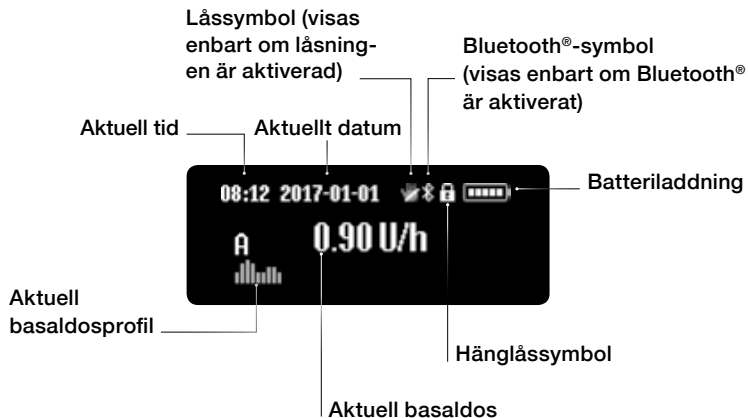 Låssymbol (visas
enbart om låsning-
en är aktiverad)
Bluetooth®-symbol
(visas enbart om Bluetooth®
är aktiverat)
Aktuell tid
Aktuellt datum
Batteriladdning
08:12 2017-01-01
A
0.90 U/h
Aktuell
basaldosprofil
Hänglåssymbol
Aktuell basaldos